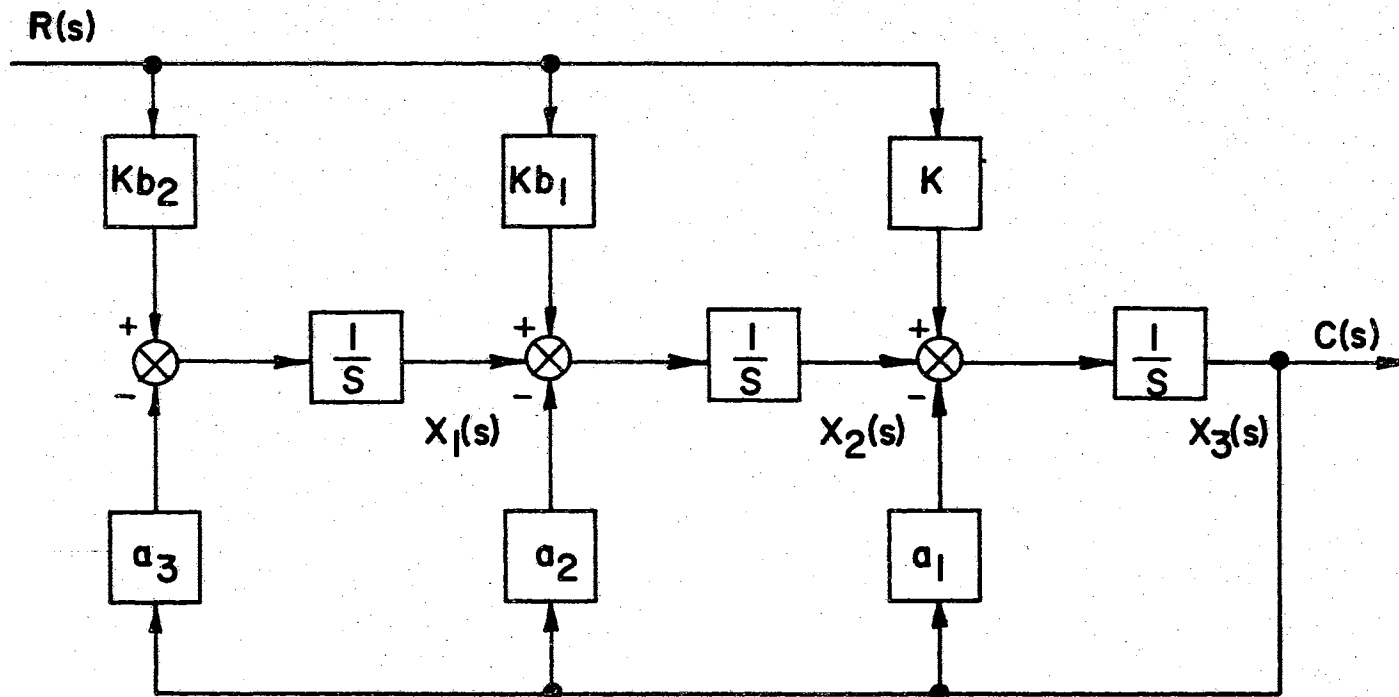 R(s)
Kb₂
Kb₁
K
+
+
+
1/S
1/S
1/S
C(s)
-
-
-
X₁(s)
X₂(s)
X₃(s)
a₃
a₂
a₁